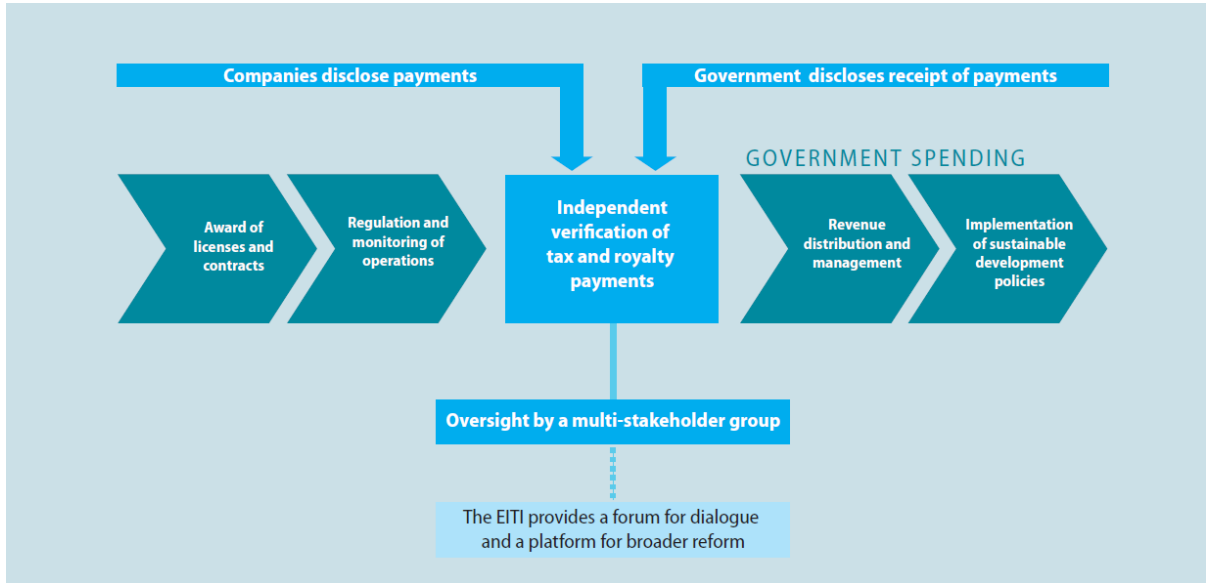 Companies disclose payments
Government discloses receipt of payments
GOVERNMENT SPENDING
Award of
licenses and
contracts
Regulation and
monitoring of
operations
Independent
verification of
tax and royalty
payments
Revenue
distribution and
management
Implementation
of sustainable
development
policies
Oversight by a multi-stakeholder group
The EITI provides a forum for dialogue
and a platform for broader reform